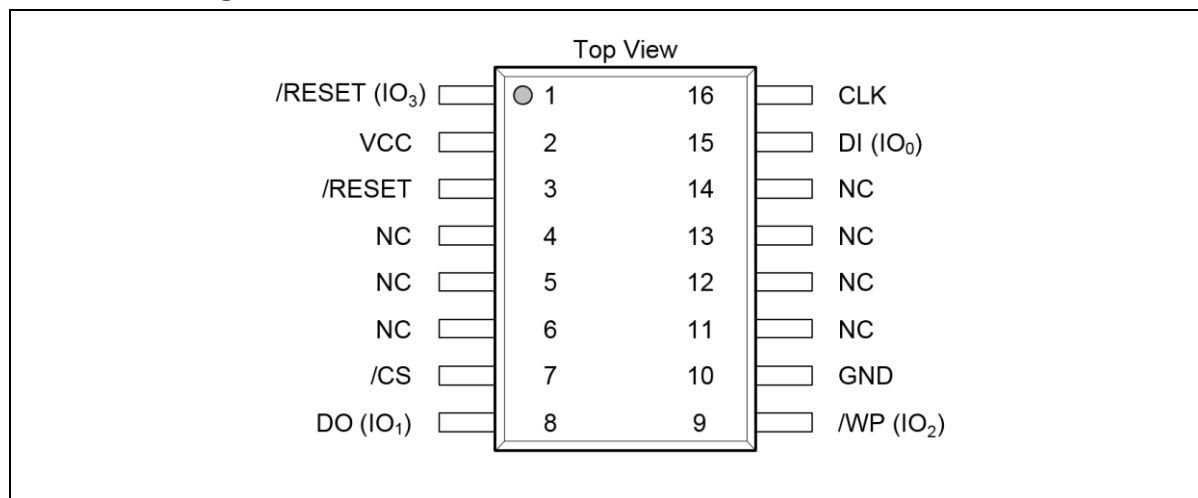 Top View
/RESET (IO₃) 1 16 CLK
VCC 2 15 DI (IO₀)
/RESET 3 14 NC
NC 4 13 NC
NC 5 12 NC
NC 6 11 NC
/CS 7 10 GND
DO (IO₁) 8 9 /WP (IO₂)